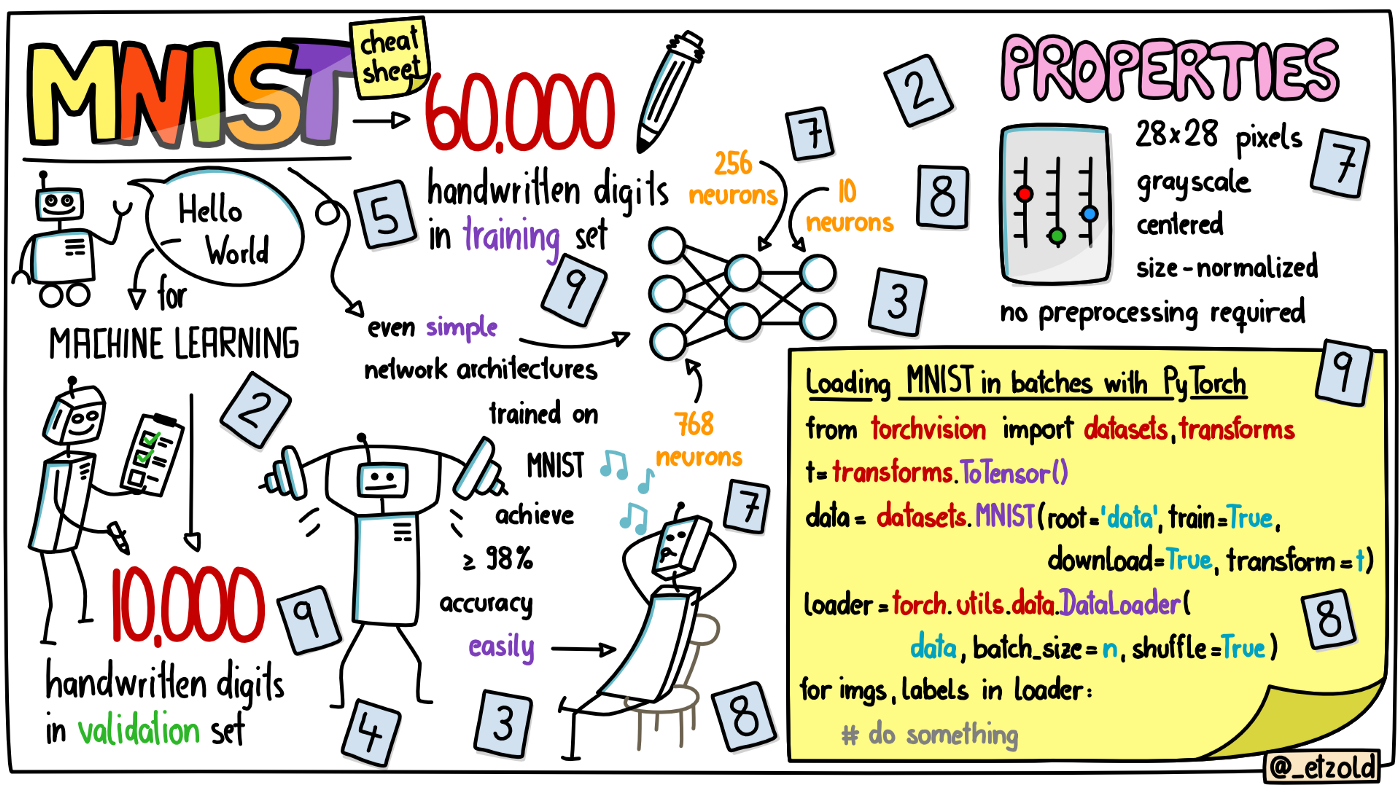 MNIST
cheat
sheet
60.000
handwritten digits
in training set
Hello
World
for
MACHINE LEARNING
10.000
handwritten digits
in validation set
even simple
network architectures
trained on
MNIST
achieve
≥ 98%
accuracy
easily
256
neurons
10
neurons
768
neurons
5
9
2
9
4
3
8
7
7
2
8
3
PROPERTIES
28x28 pixels
grayscale
centered
size-normalized
no preprocessing required
7
9
Loading MNIST in batches with PyTorch
from torchvision import datasets, transforms
t= transforms.ToTensor()
data = datasets.MNIST(root='data', train=True,
download=True, transform=t)
loader = torch.utils.data.DataLoader(
data, batch_size=n, shuffle=True)
for imgs, labels in loader:
# do something
8
@_etzold